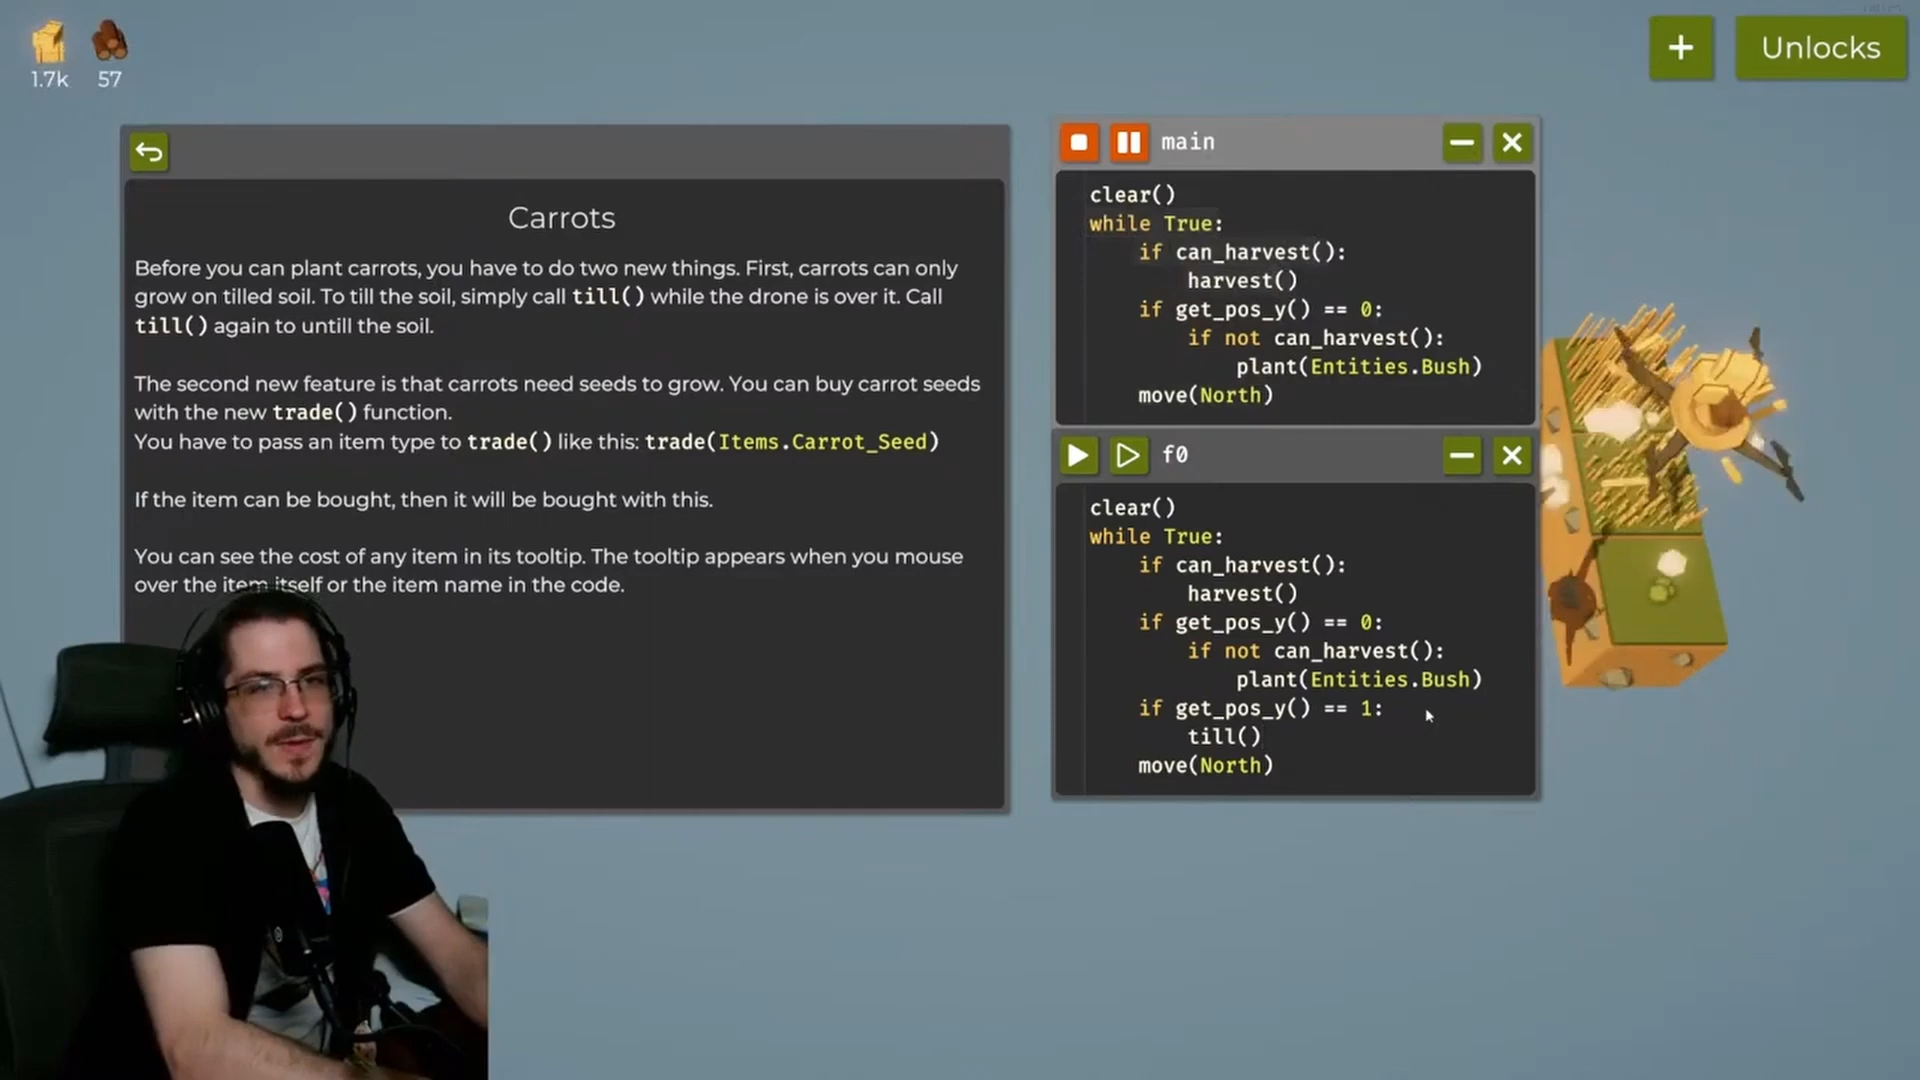 1.7k
57
+
Unlocks
Carrots
Before you can plant carrots, you have to do two new things. First, carrots can only
grow on tilled soil. To till the soil, simply call till() while the drone is over it. Call
till() again to untill the soil.
The second new feature is that carrots need seeds to grow. You can buy carrot seeds
with the new trade() function.
You have to pass an item type to trade() like this: trade(Items.Carrot_Seed)
If the item can be bought, then it will be bought with this.
You can see the cost of any item in its tooltip. The tooltip appears when you mouse
over the item itself or the item name in the code.
main
clear()
while True:
    if can_harvest():
        harvest()
    if get_pos_y() == 0:
        if not can_harvest():
            plant(Entities.Bush)
    move(North)
f0
clear()
while True:
    if can_harvest():
        harvest()
    if get_pos_y() == 0:
        if not can_harvest():
            plant(Entities.Bush)
    if get_pos_y() == 1:
        till()
    move(North)